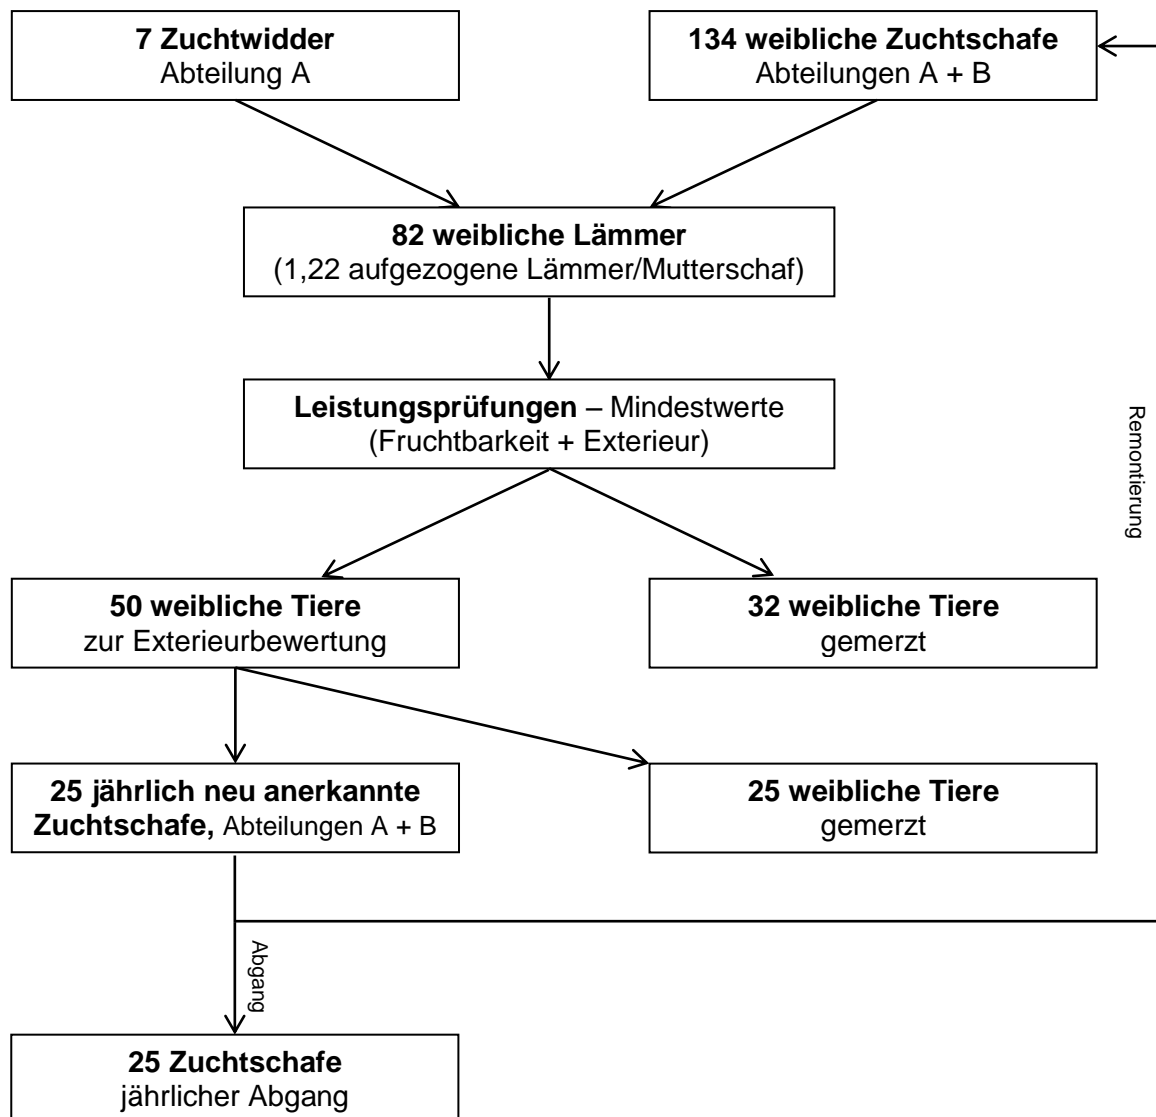 7 Zuchtwidder
Abteilung A
134 weibliche Zuchtschafe
Abteilungen A + B
82 weibliche Lämmer
(1,22 aufgezogene Lämmer/Mutterschaf)
Leistungsprüfungen – Mindestwerte
(Fruchtbarkeit + Exterieur)
Remontierung
50 weibliche Tiere
zur Exterieurbewertung
32 weibliche Tiere
gemerzt
25 jährlich neu anerkannte
Zuchtschafe, Abteilungen A + B
25 weibliche Tiere
gemerzt
Abgang
25 Zuchtschafe
jährlicher Abgang